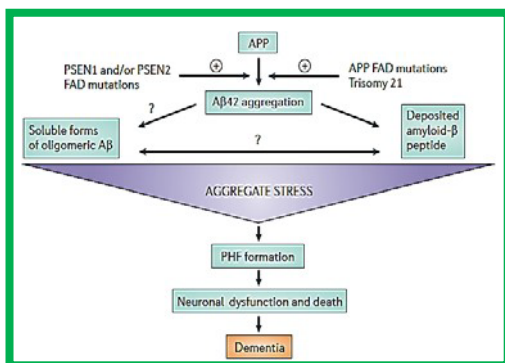 APP
PSEN1 and/or PSEN2
FAD mutations
+
+
APP FAD mutations
Trisomy 21
Aβ42 aggregation
?
Soluble forms
of oligomeric Aβ
?
Deposited
amyloid-β
peptide
AGGREGATE STRESS
PHF formation
Neuronal dysfunction and death
Dementia